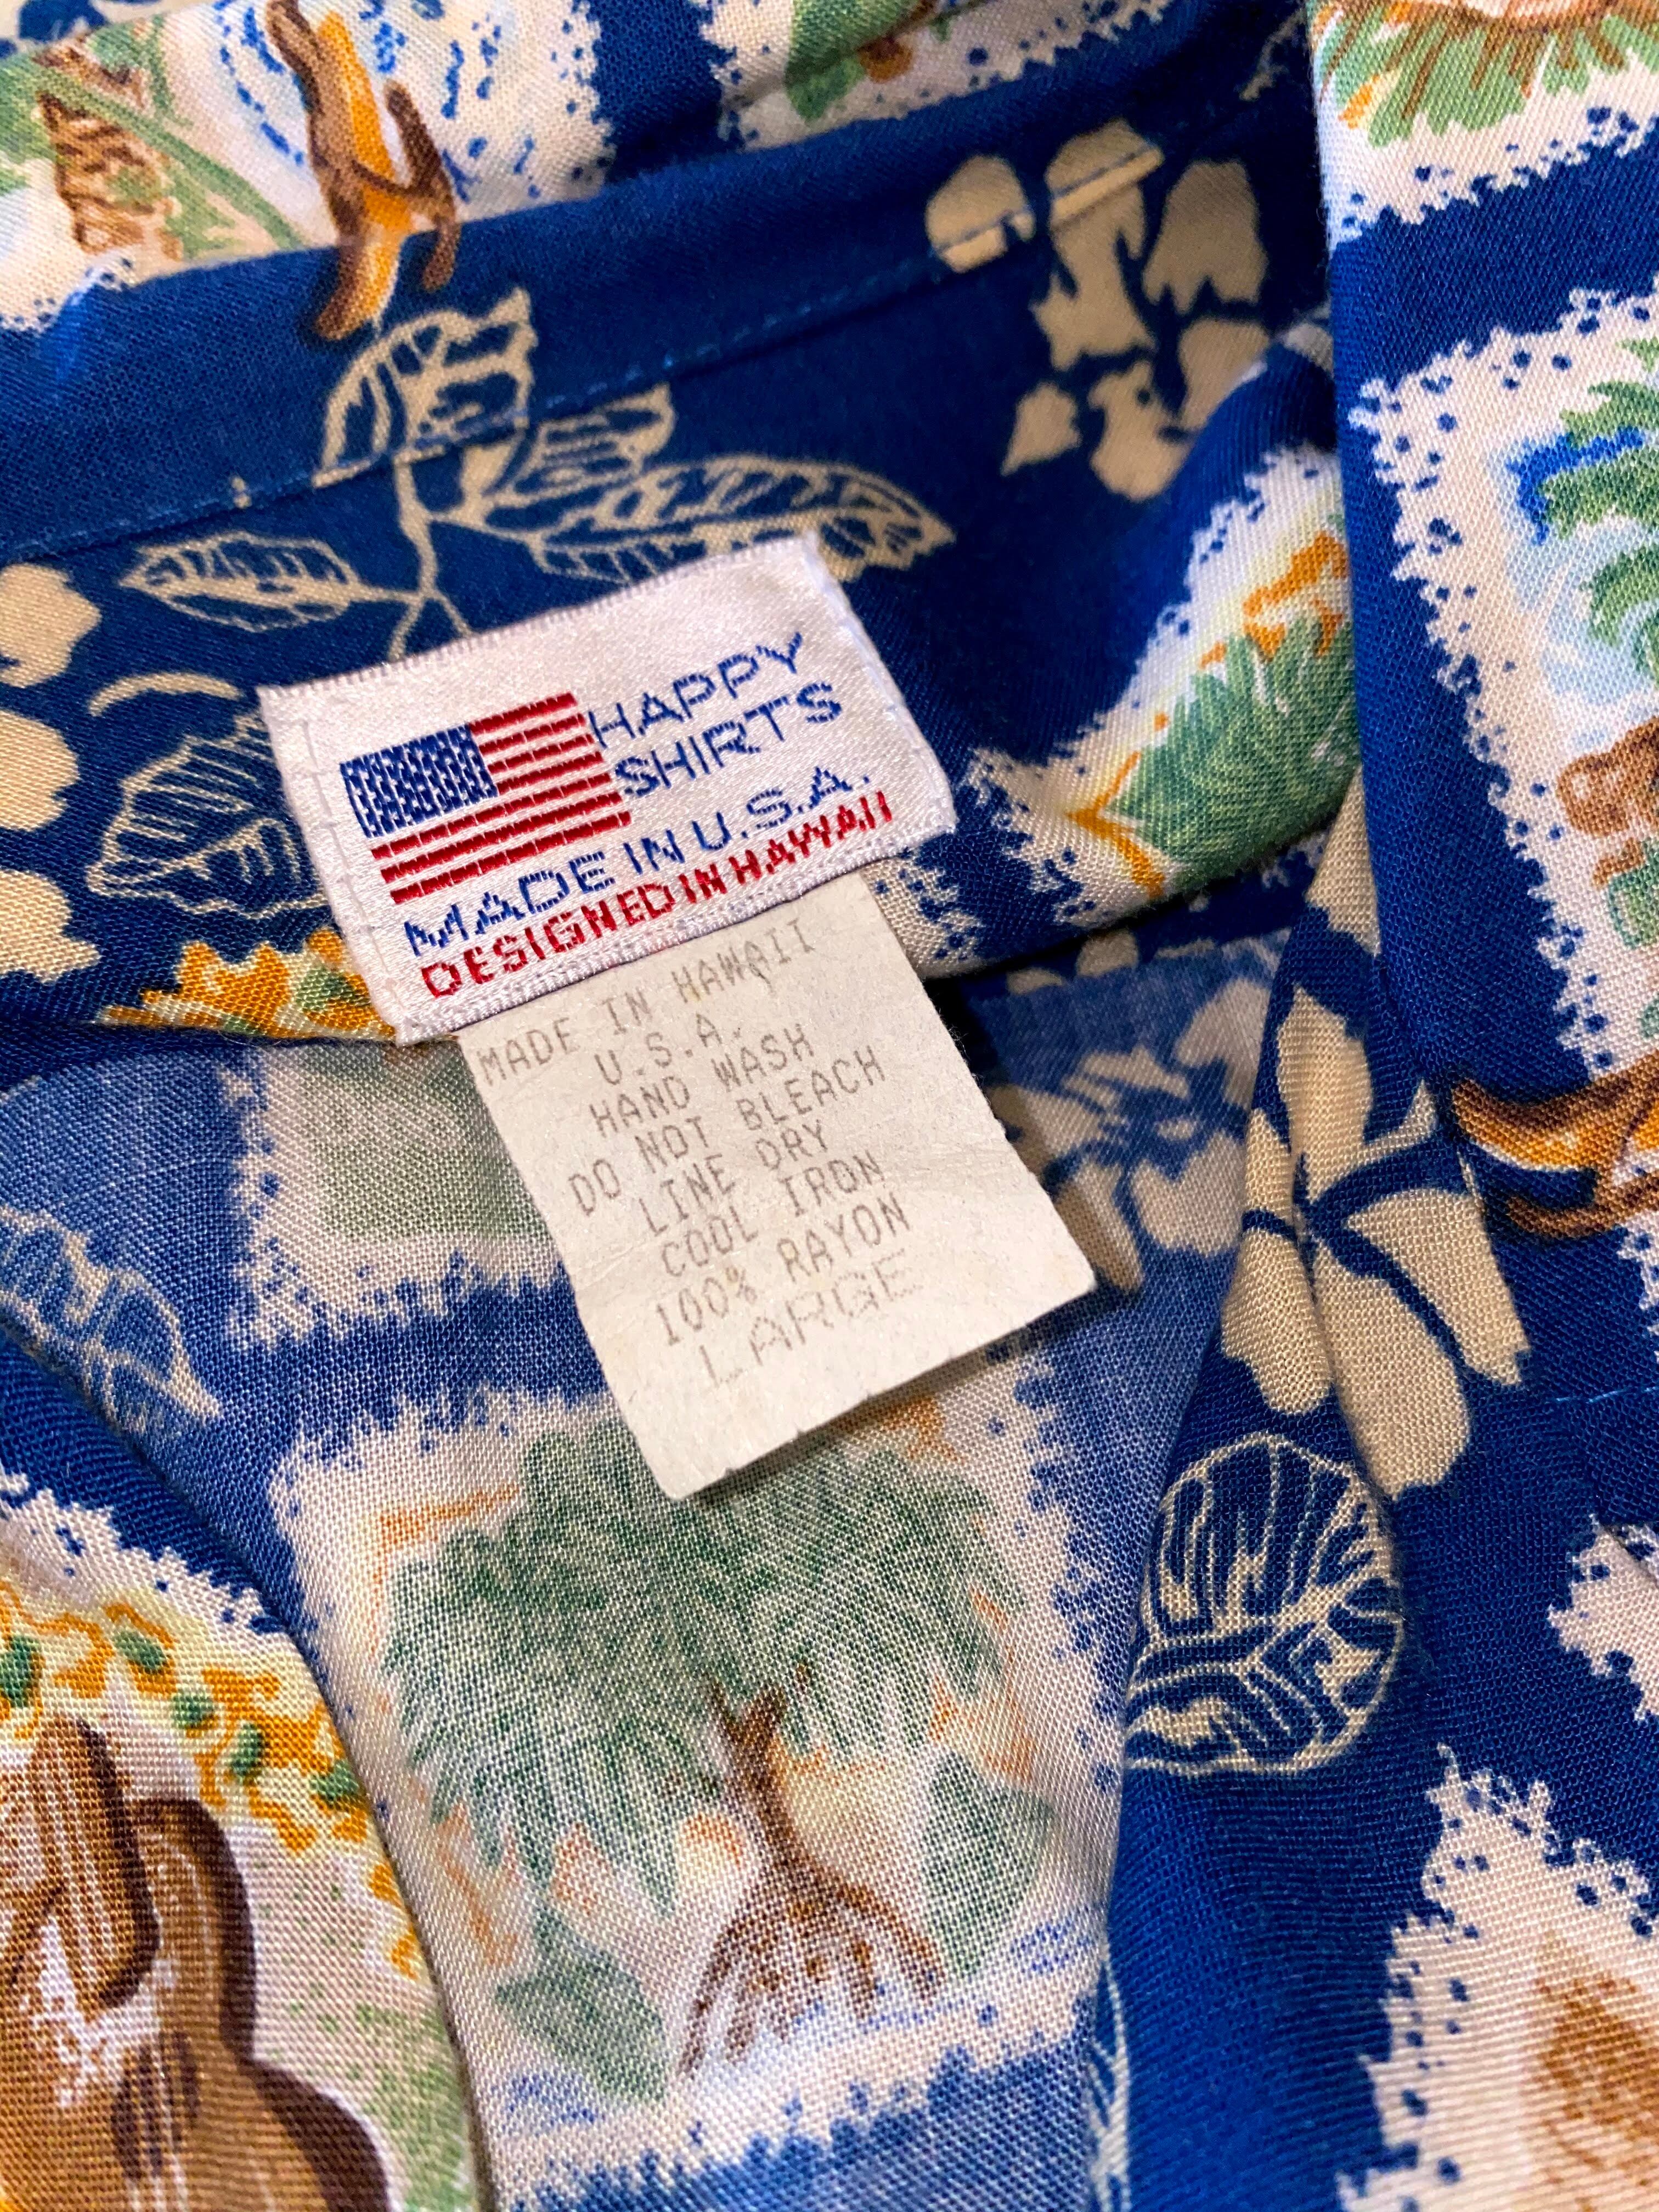 HAPPY
SHIRTS
MADE IN U.S.A.
DESIGNED IN HAWAII
MADE IN HAWAII
U.S.A.
HAND WASH
DO NOT BLEACH
LINE DRY
COOL IRON
100% RAYON
LARGE